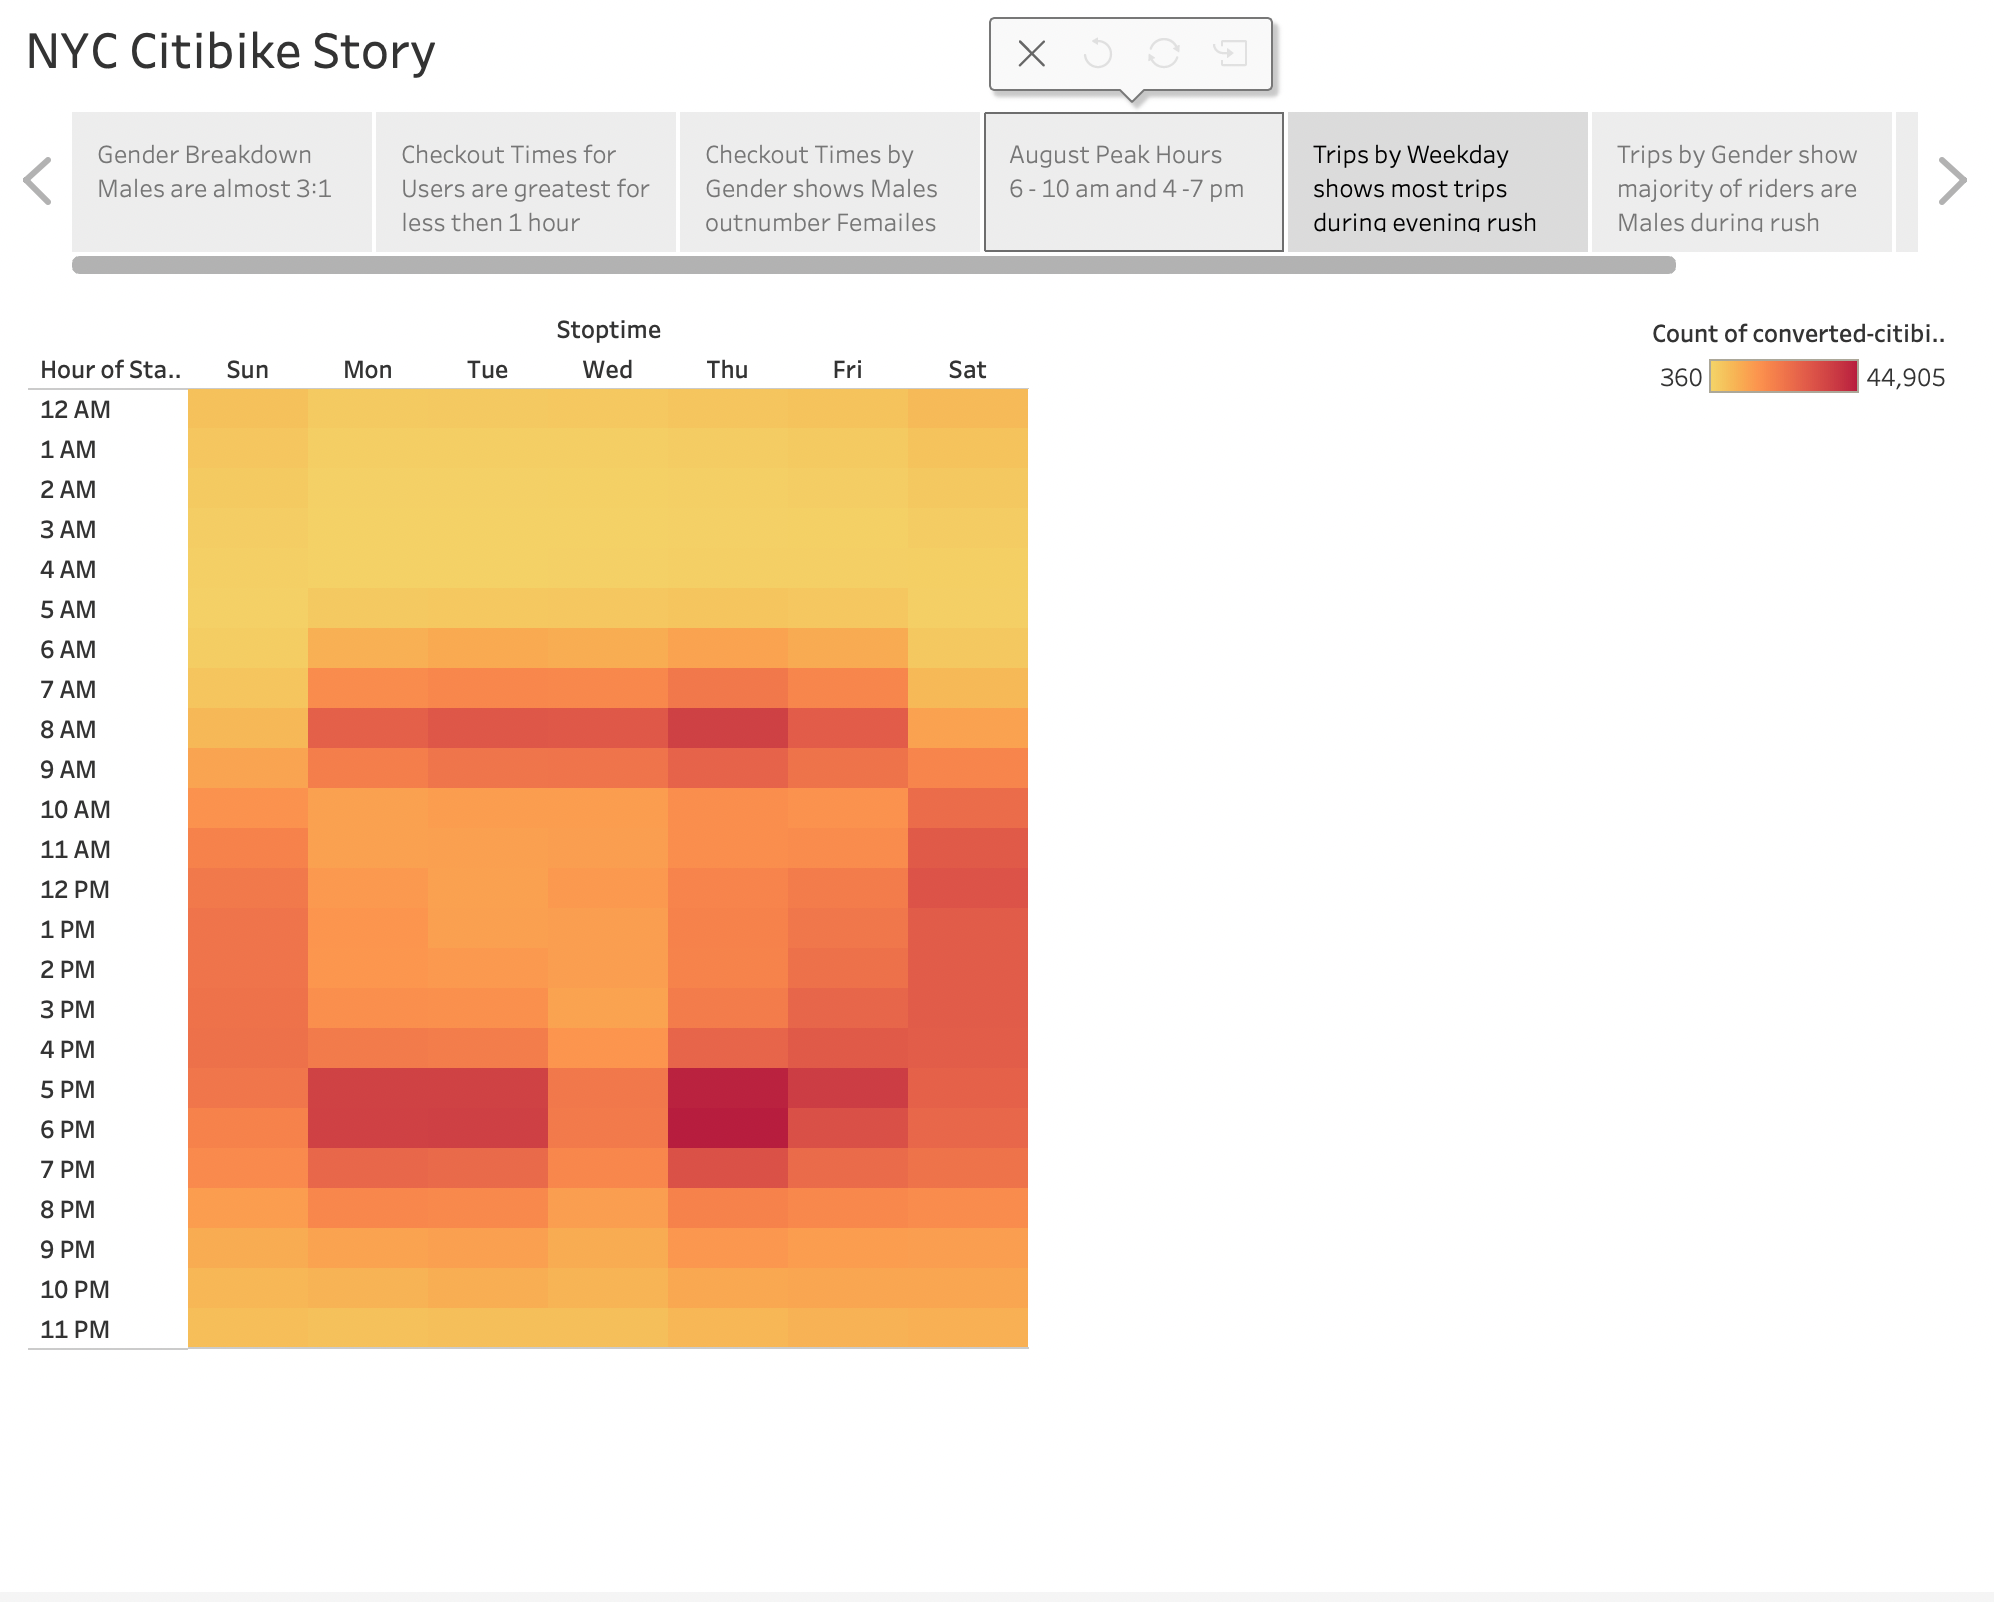 NYC Citibike Story
Gender Breakdown
Males are almost 3:1
Checkout Times for
Users are greatest for
less then 1 hour
Checkout Times by
Gender shows Males
outnumber Femailes
August Peak Hours
6 - 10 am and 4 -7 pm
Trips by Weekday
shows most trips
during evening rush
Trips by Gender show
majority of riders are
Males during rush
Stoptime
Hour of Sta.. Sun Mon Tue Wed Thu Fri Sat
12 AM
1 AM
2 AM
3 AM
4 AM
5 AM
6 AM
7 AM
8 AM
9 AM
10 AM
11 AM
12 PM
1 PM
2 PM
3 PM
4 PM
5 PM
6 PM
7 PM
8 PM
9 PM
10 PM
11 PM
Count of converted-citibi..
360 44,905